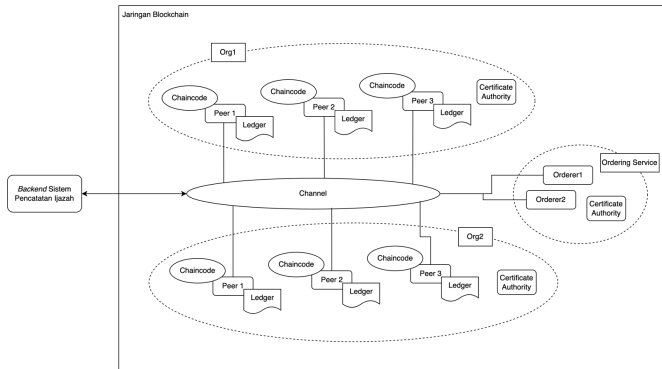 Jaringan Blockchain
Org1
Chaincode
Peer 1
Ledger
Chaincode
Peer 2
Ledger
Chaincode
Peer 3
Ledger
Certificate
Authority
Ordering Service
Orderer1
Orderer2
Certificate
Authority
Backend Sistem
Pencatatan Ijazah
Channel
Org2
Chaincode
Peer 1
Ledger
Chaincode
Peer 2
Ledger
Chaincode
Peer 3
Ledger
Certificate
Authority